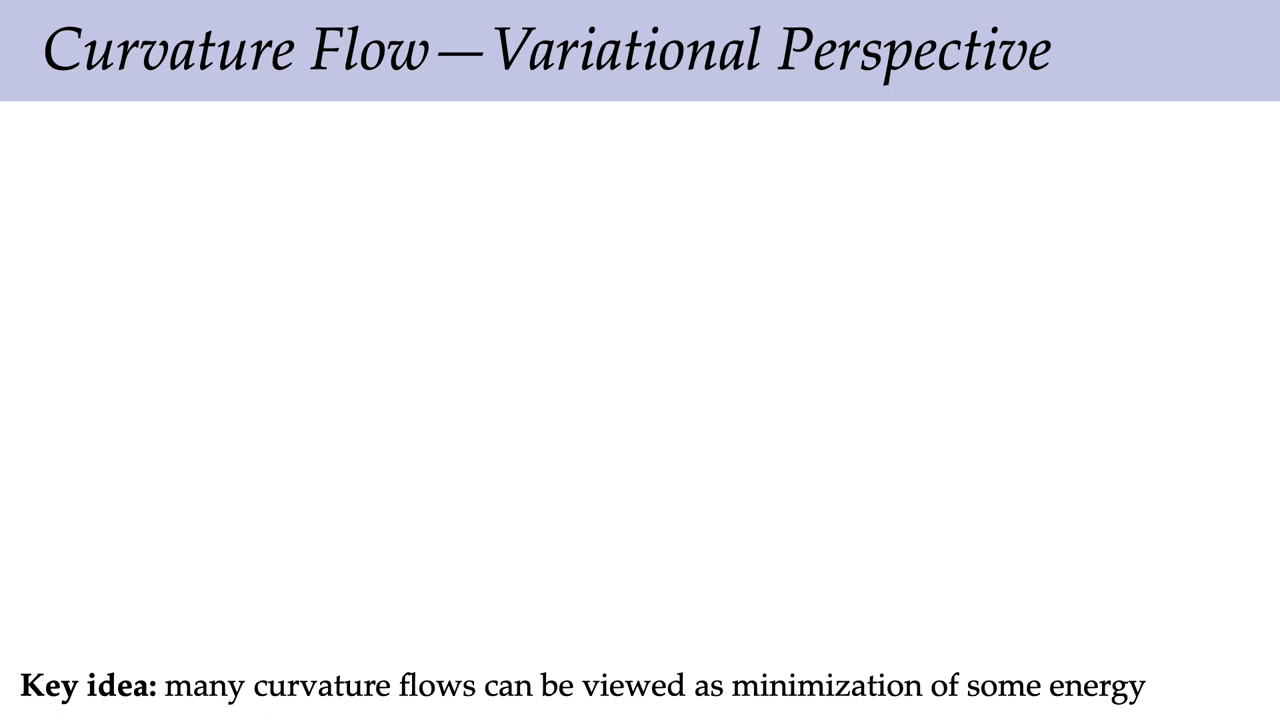 Curvature Flow—Variational Perspective
Key idea: many curvature flows can be viewed as minimization of some energy